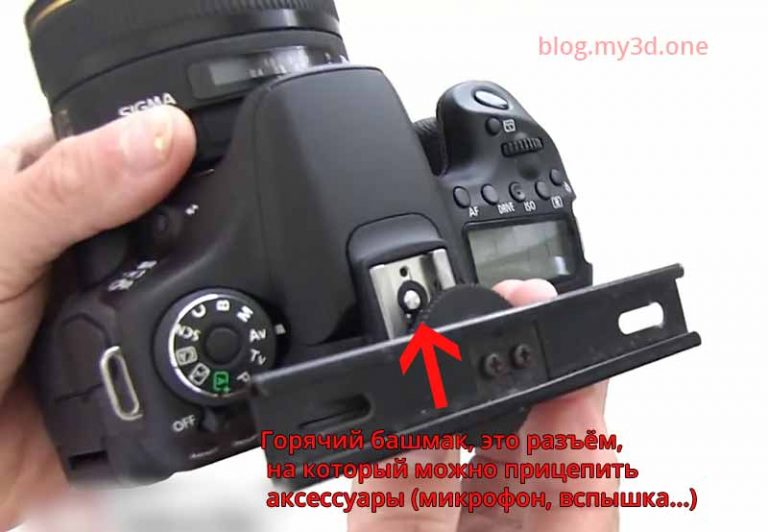 blog.my3d.one
SIGMA
AF DRIVE ISO
M
Av
Tv
P
C
SCN
OFF
Горячий башмак, это разъём,
на который можно прицепить
аксессуары (микрофон, вспышка...)